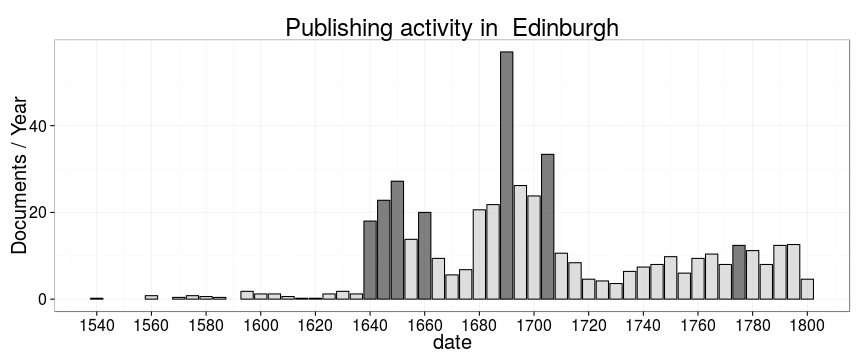 Publishing activity in  Edinburgh
Documents / Year
40
20
0
1540 1560 1580 1600 1620 1640 1660 1680 1700 1720 1740 1760 1780 1800
date